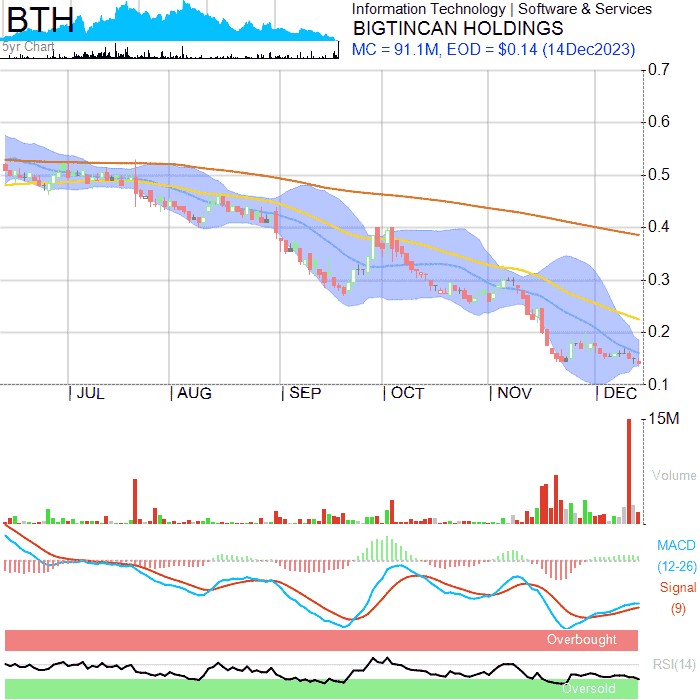 BTH
Information Technology | Software & Services
BIGTINCAN HOLDINGS
MC = 91.1M, EOD = $0.14 (14Dec2023)
5yr Chart
0.7
0.6
0.5
0.4
0.3
0.2
0.1
JUL
AUG
SEP
OCT
NOV
DEC
15M
Volume
MACD
(12-26)
Signal
(9)
Overbought
RSI(14)
Oversold